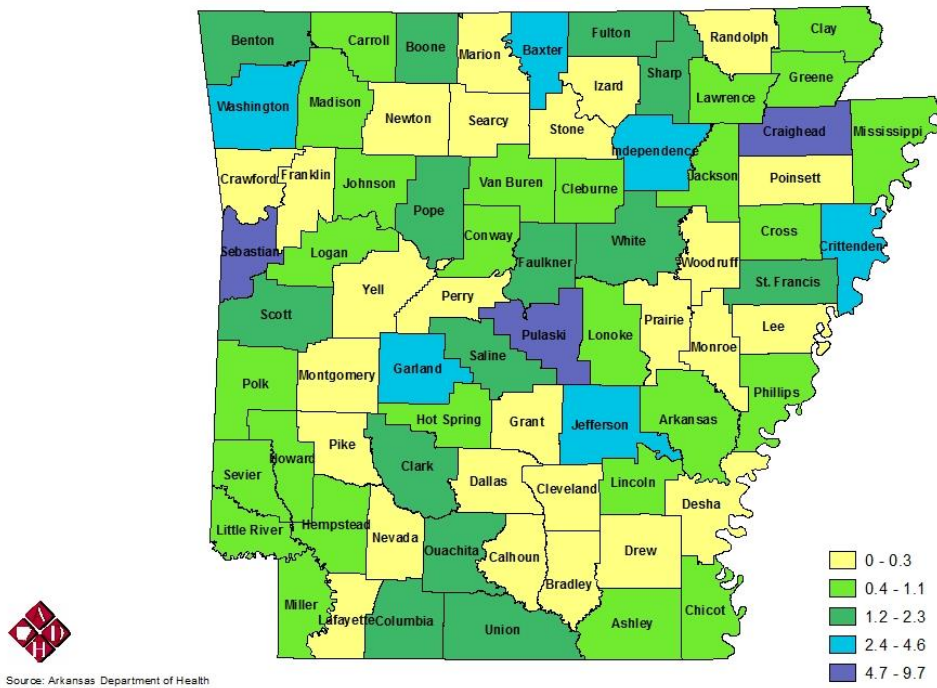 Benton
Carroll
Boone
Marion
Baxter
Fulton
Randolph
Clay
Washington
Madison
Newton
Searcy
Stone
Izard
Sharp
Lawrence
Greene
Independence
Craighead
Mississippi
Crawford
Franklin
Johnson
Pope
Van Buren
Cleburne
Jackson
Poinsett
Sebastian
Logan
Conway
Faulkner
White
Woodruff
Cross
Crittenden
Scott
Yell
Perry
Pulaski
Lonoke
Prairie
Monroe
St. Francis
Lee
Polk
Montgomery
Garland
Saline
Hot Spring
Grant
Jefferson
Arkansas
Phillips
Sevier
Howard
Pike
Clark
Dallas
Cleveland
Lincoln
Desha
Little River
Hempstead
Nevada
Ouachita
Calhoun
Bradley
Drew
Miller
Lafayette
Columbia
Union
Ashley
Chicot
0 - 0.3
0.4 - 1.1
1.2 - 2.3
2.4 - 4.6
4.7 - 9.7
A
D
H
Source: Arkansas Department of Health